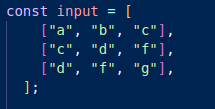 const input = [
    ["a", "b", "c"],
    ["c", "d", "f"],
    ["d", "f", "g"],
  ];